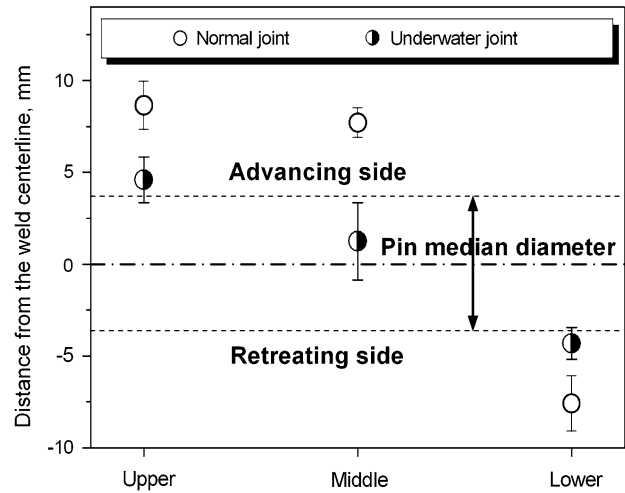 Normal joint Underwater joint
Distance from the weld centerline, mm
10
5
0
-5
-10
Advancing side
Pin median diameter
Retreating side
Upper Middle Lower